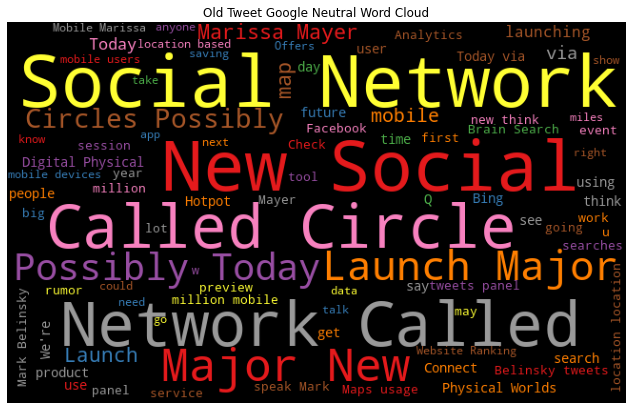 Old Tweet Google Neutral Word Cloud
Mobile Marissa
anyone
Marissa Mayer
Analytics
launching
Today
location based
Offers
user
Today via
via
mobile users
saving
take
map
day
show
Social Network
Circles Possibly
future
mobile
new think
miles
Facebook
Brain Search
event
know
session
app
next
Check
time
first
right
New Social
Digital Physical
mobile devices
year
million
tool
people
Hotpot
Mayer
Q
Bing
using
think
big
Called Circle
lot
see
going
work
u
searches
Possibly Today
w
Launch Major
say
tweets panel
location location
rumor
could
preview
data
million mobile
need
go
talk
may
Network Called
Mark Belinsky
We're
Launch
get
Website Ranking
search
product
Major New
Connect
Belinsky tweets
use
panel
service
speak Mark
Maps usage
Physical Worlds